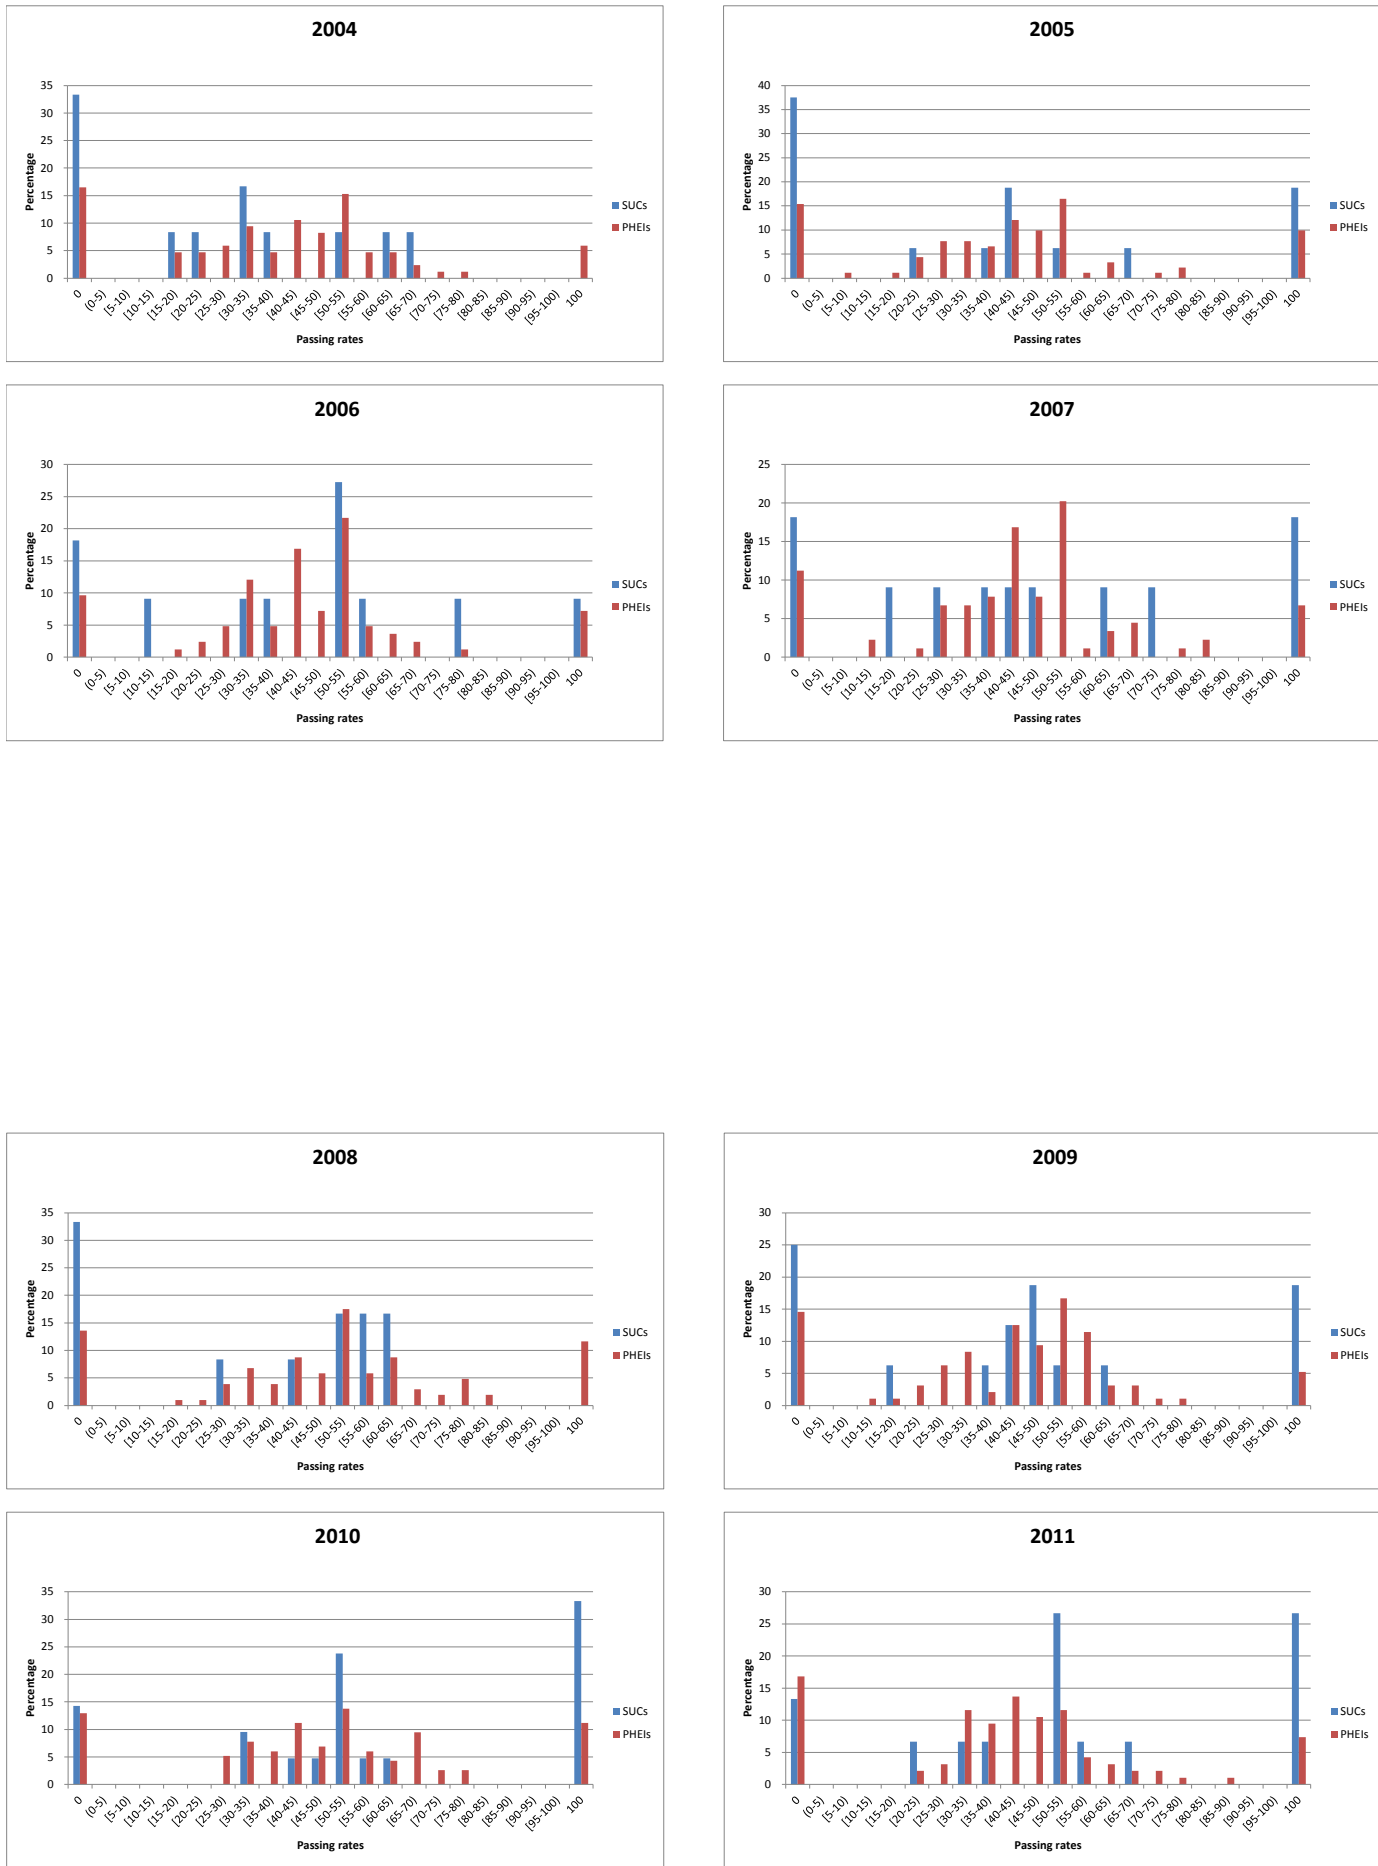 2004
35
30
25
20
15
10
5
0
Percentage
0 (0-5) [5-10) [10-15) [15-20) [20-25) [25-30) [30-35) [35-40) [40-45) [45-50) [50-55) [55-60) [60-65) [65-70) [70-75) [75-80) [80-85) [85-90) [90-95) [95-100) 100
Passing rates
SUCs
PHEIs
2005
40
35
30
25
20
15
10
5
0
Percentage
0 (0-5) [5-10) [10-15) [15-20) [20-25) [25-30) [30-35) [35-40) [40-45) [45-50) [50-55) [55-60) [60-65) [65-70) [70-75) [75-80) [80-85) [85-90) [90-95) [95-100) 100
Passing rates
SUCs
PHEIs
2006
30
25
20
15
10
5
0
Percentage
0 (0-5) [5-10) [10-15) [15-20) [20-25) [25-30) [30-35) [35-40) [40-45) [45-50) [50-55) [55-60) [60-65) [65-70) [70-75) [75-80) [80-85) [85-90) [90-95) [95-100) 100
Passing rates
SUCs
PHEIs
2007
25
20
15
10
5
0
Percentage
0 (0-5) [5-10) [10-15) [15-20) [20-25) [25-30) [30-35) [35-40) [40-45) [45-50) [50-55) [55-60) [60-65) [65-70) [70-75) [75-80) [80-85) [85-90) [90-95) [95-100) 100
Passing rates
SUCs
PHEIs
2008
35
30
25
20
15
10
5
0
Percentage
0 (0-5) [5-10) [10-15) [15-20) [20-25) [25-30) [30-35) [35-40) [40-45) [45-50) [50-55) [55-60) [60-65) [65-70) [70-75) [75-80) [80-85) [85-90) [90-95) [95-100) 100
Passing rates
SUCs
PHEIs
2009
30
25
20
15
10
5
0
Percentage
0 (0-5) [5-10) [10-15) [15-20) [20-25) [25-30) [30-35) [35-40) [40-45) [45-50) [50-55) [55-60) [60-65) [65-70) [70-75) [75-80) [80-85) [85-90) [90-95) [95-100) 100
Passing rates
SUCs
PHEIs
2010
35
30
25
20
15
10
5
0
Percentage
0 (0-5) [5-10) [10-15) [15-20) [20-25) [25-30) [30-35) [35-40) [40-45) [45-50) [50-55) [55-60) [60-65) [65-70) [70-75) [75-80) [80-85) [85-90) [90-95) [95-100) 100
Passing rates
SUCs
PHEIs
2011
30
25
20
15
10
5
0
Percentage
0 (0-5) [5-10) [10-15) [15-20) [20-25) [25-30) [30-35) [35-40) [40-45) [45-50) [50-55) [55-60) [60-65) [65-70) [70-75) [75-80) [80-85) [85-90) [90-95) [95-100) 100
Passing rates
SUCs
PHEIs